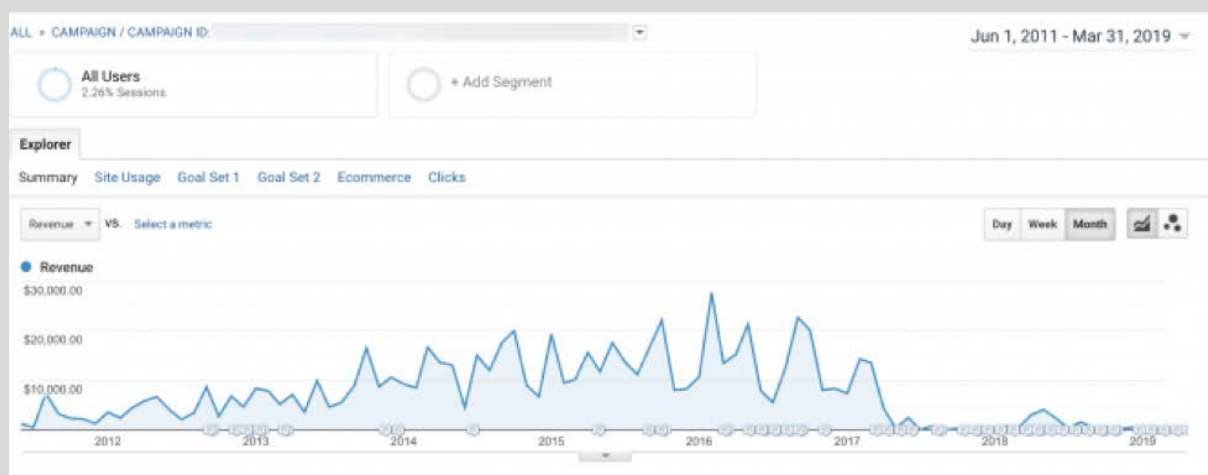 ALL » CAMPAIGN / CAMPAIGN ID:
Jun 1, 2011 - Mar 31, 2019
All Users
2.26% Sessions
+ Add Segment
Explorer
Summary Site Usage Goal Set 1 Goal Set 2 Ecommerce Clicks
Revenue VS. Select a metric
Day Week Month
Revenue
$30,000.00
$20,000.00
$10,000.00
2012 2013 2014 2015 2016 2017 2018 2019